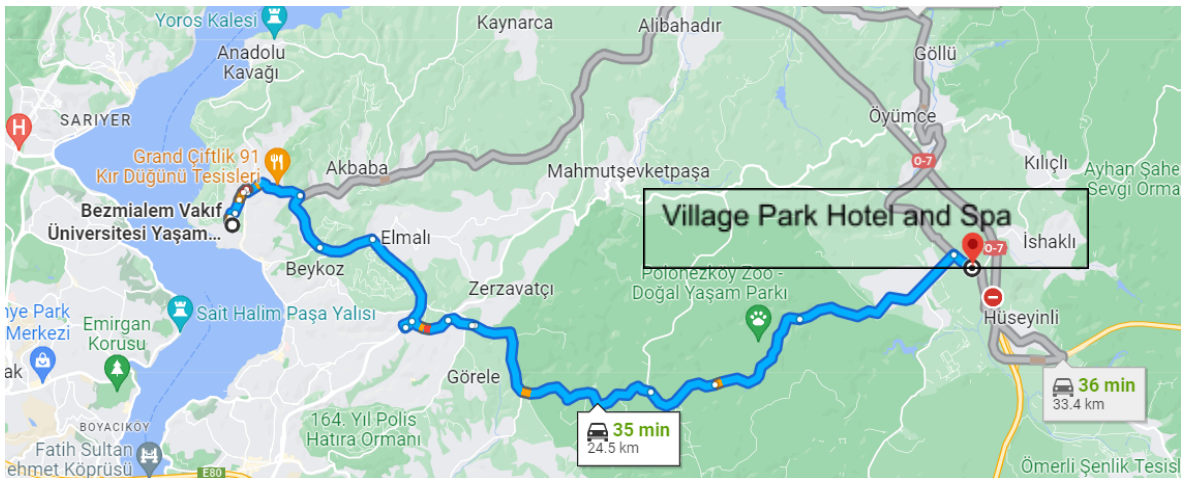 Yoros Kalesi
Kaynarca
Alibahadır
Anadolu
Kavağı
Göllü
SARIYER
H
Öyümce
Grand Çiftlik 91
Kır Düğünü Tesisleri
Akbaba
Mahmutşevketpaşa
O-7
Kılıçlı
Ayhan Şahe
Sevgi Orma
Bezmialem Vakıf
Üniversitesi Yaşam...
Village Park Hotel and Spa
Elmalı
Beykoz
O-7
İshaklı
Polonezköy Zoo -
Doğal Yaşam Parkı
Zerzavatçı
nye Park
Merkezi
Sait Halim Paşa Yalısı
Emirgan
Korusu
Hüseyinli
ak
Görele
36 min
33.4 km
164. Yıl Polis
Hatıra Ormanı
35 min
24.5 km
BOYACIKÖY
Fatih Sultan
ehmet Köprüsü
E80
Ömerli Şenlik Tesisl